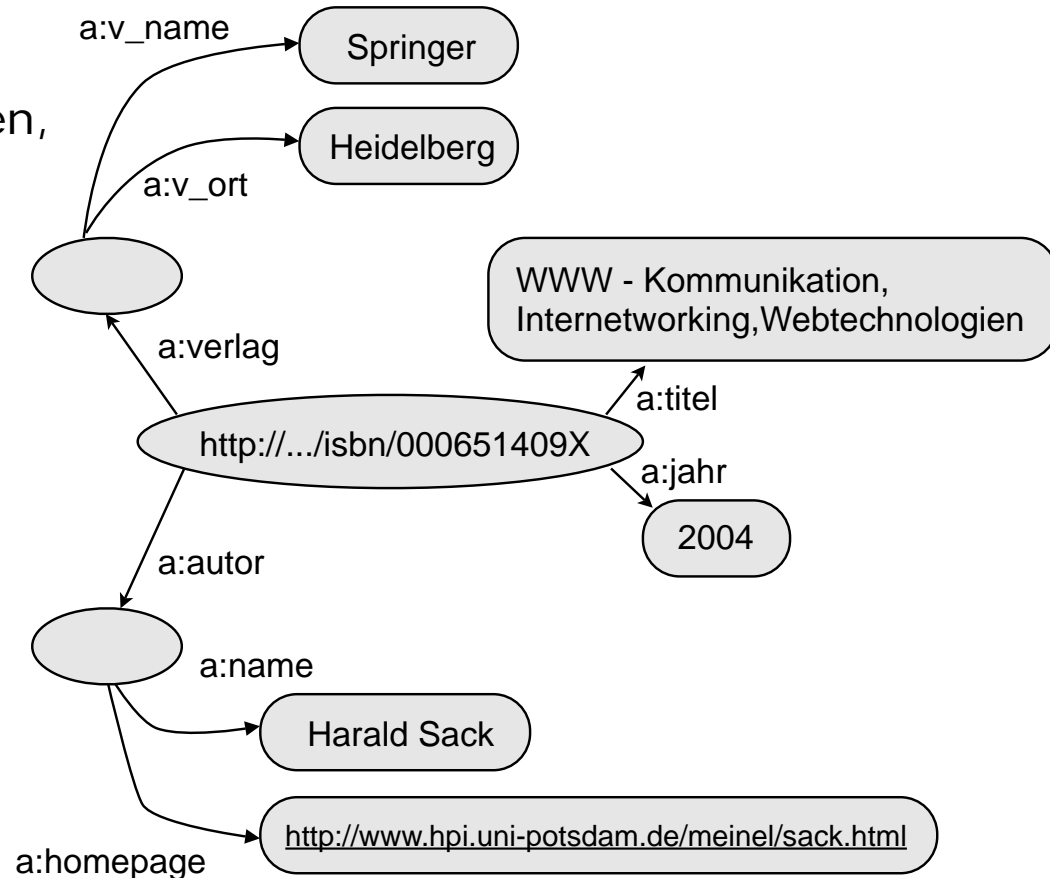 a:v_name
Springer
en,
Heidelberg
a:v_ort
WWW - Kommunikation,
Internetworking,Webtechnologien
a:verlag
a:titel
http://.../isbn/000651409X
a:jahr
2004
a:autor
a:name
Harald Sack
http://www.hpi.uni-potsdam.de/meinel/sack.html
a:homepage